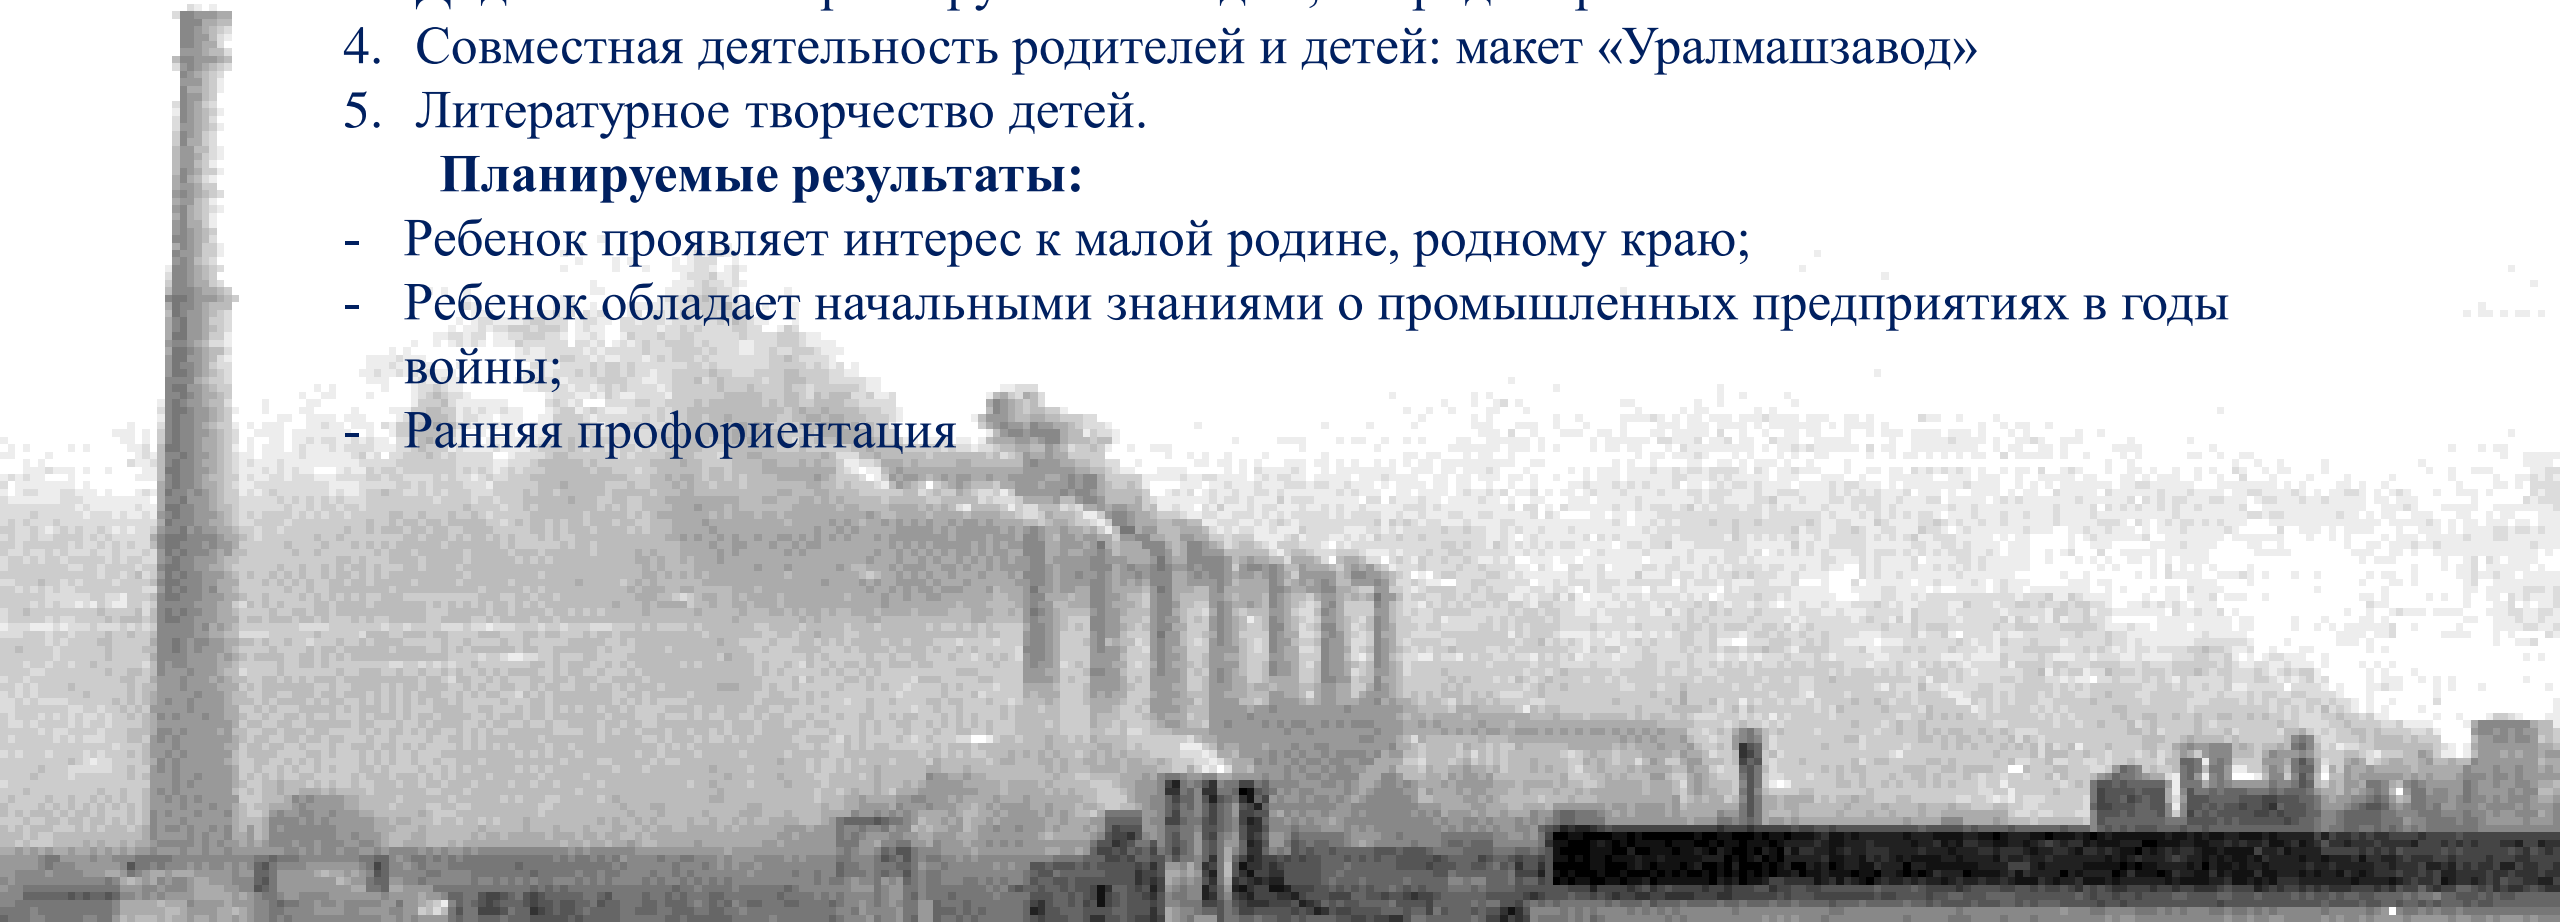 4. Совместная деятельность родителей и детей: макет «Уралмашзавод»
5. Литературное творчество детей.
Планируемые результаты:
- Ребенок проявляет интерес к малой родине, родному краю;
- Ребенок обладает начальными знаниями о промышленных предприятиях в годы
войны;
- Ранняя профориентация